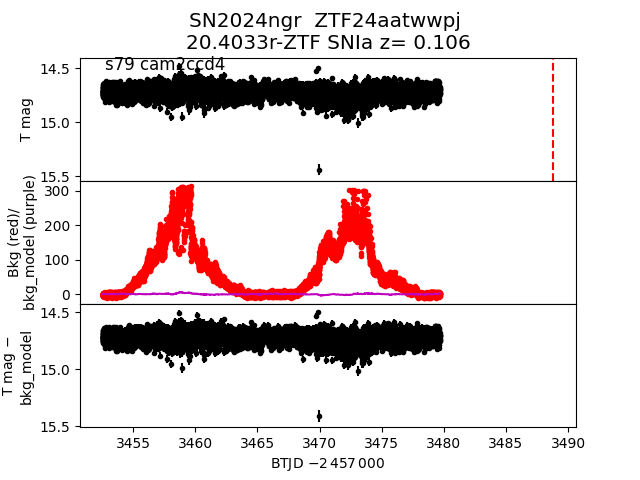 SN2024ngr ZTF24aatwwpj
20.4033r-ZTF SNIa z= 0.106
s79 cam2ccd4
14.5
15.0
15.5
T mag
300
200
100
0
Bkg (red)/
bkg_model (purple)
14.5
15.0
15.5
T mag −
bkg_model
3455 3460 3465 3470 3475 3480 3485 3490
BTJD −2 457 000